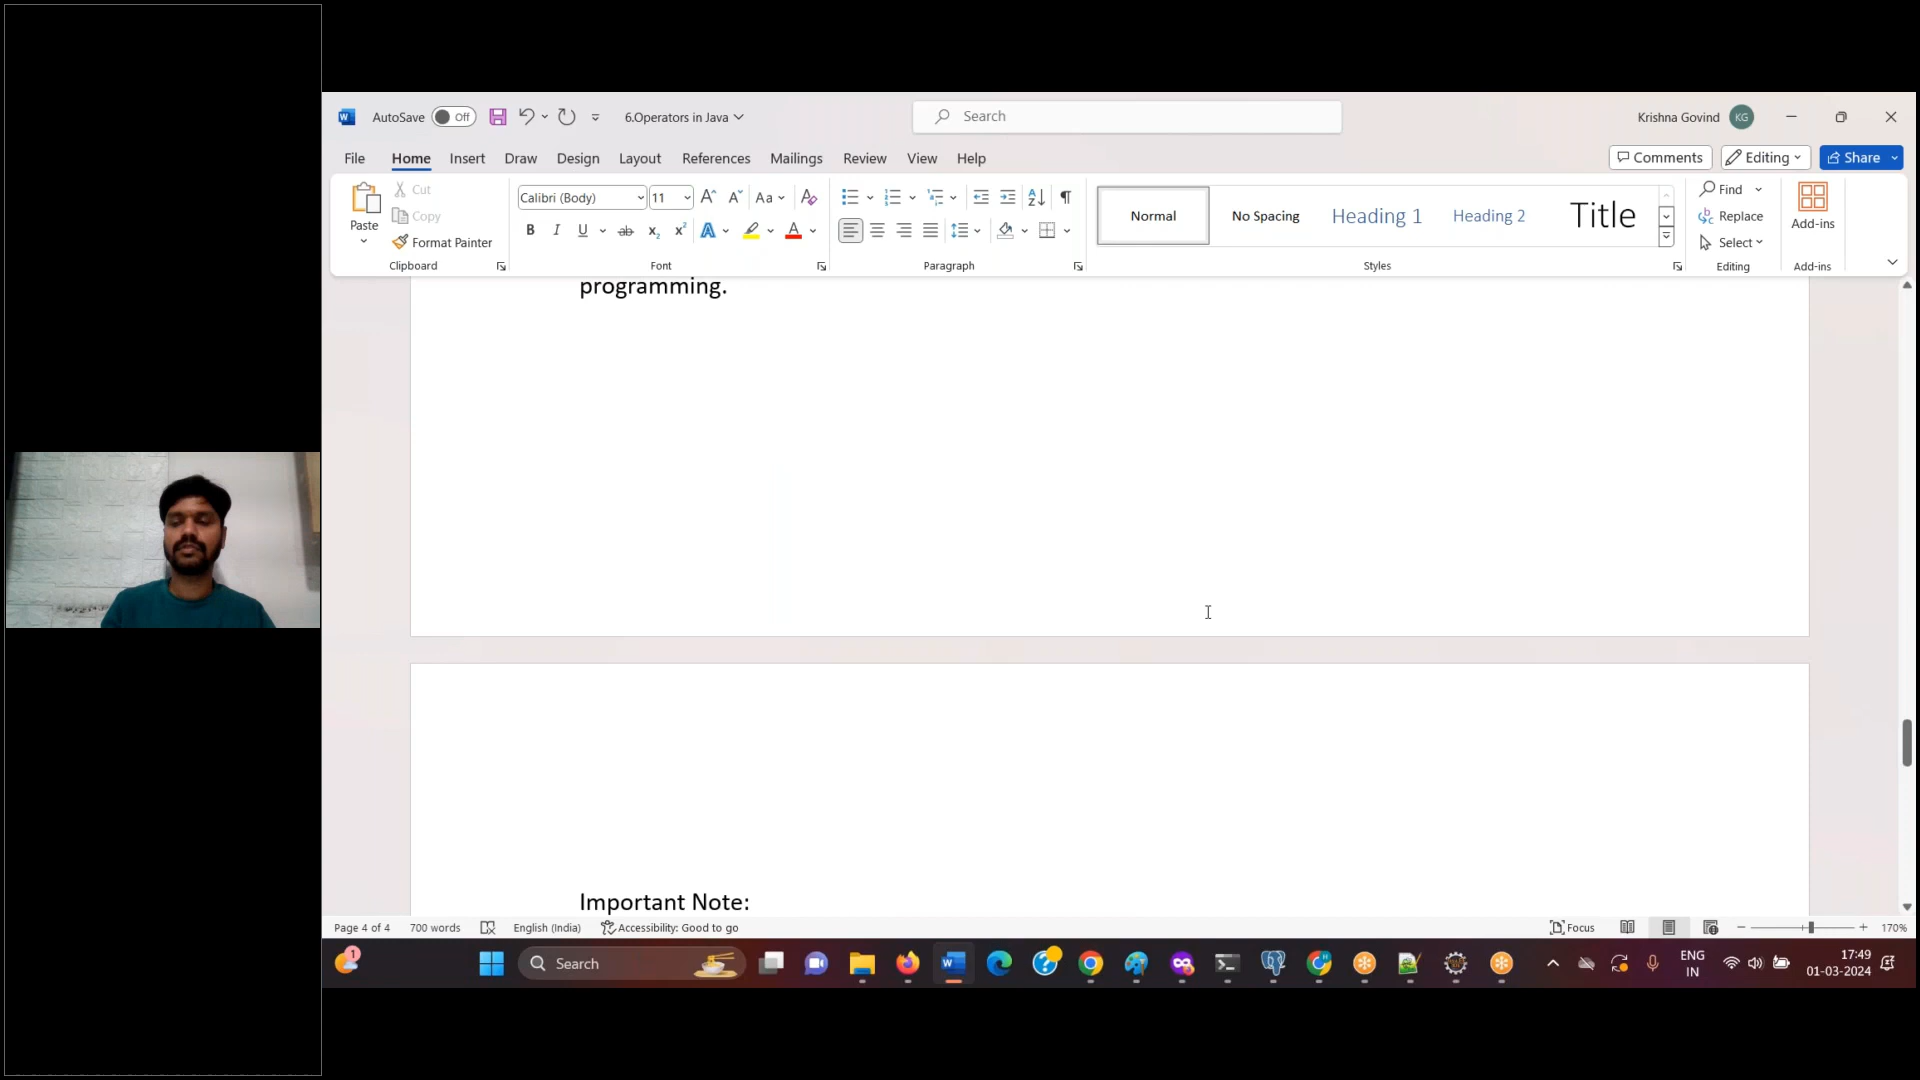 AutoSave Off 6.Operators in Java Search Krishna Govind KG
File Home Insert Draw Design Layout References Mailings Review View Help Comments Editing Share
Paste
Cut
Copy
Format Painter
Clipboard
Calibri (Body) 11
Font
Paragraph
Normal No Spacing Heading 1 Heading 2 Title
Styles
Find
Replace
Select
Editing
Add-ins
Add-ins
programming.
Important Note:
Page 4 of 4 700 words English (India) Accessibility: Good to go Focus 170%
1 Search ENG IN 17:49 01-03-2024